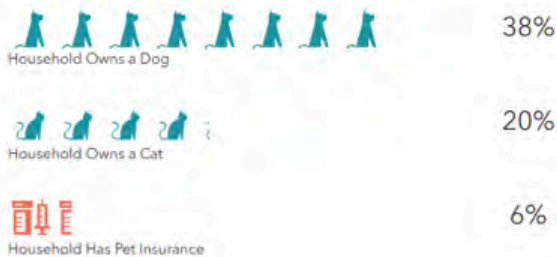 38%
Household Owns a Dog
20%
Household Owns a Cat
6%
Household Has Pet Insurance